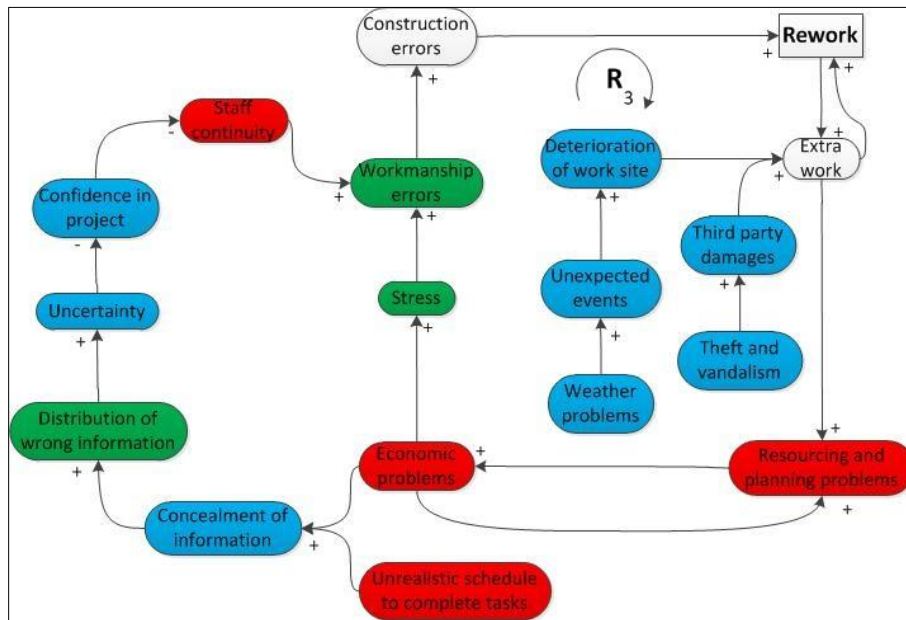 Construction
errors
+
Rework
+
+
R
3
Staff
continuity
-
+
Deterioration
of work site
+
Extra
work
+
+
Workmanship
errors
+
+
Confidence in
project
-
+
Third party
damages
+
Unexpected
events
+
Stress
+
Uncertainty
+
Theft and
vandalism
Weather
problems
Distribution of
wrong information
+
Economic
problems
+
+
Resourcing and
planning problems
+
Concealment of
information
+
Unrealistic schedule
to complete tasks